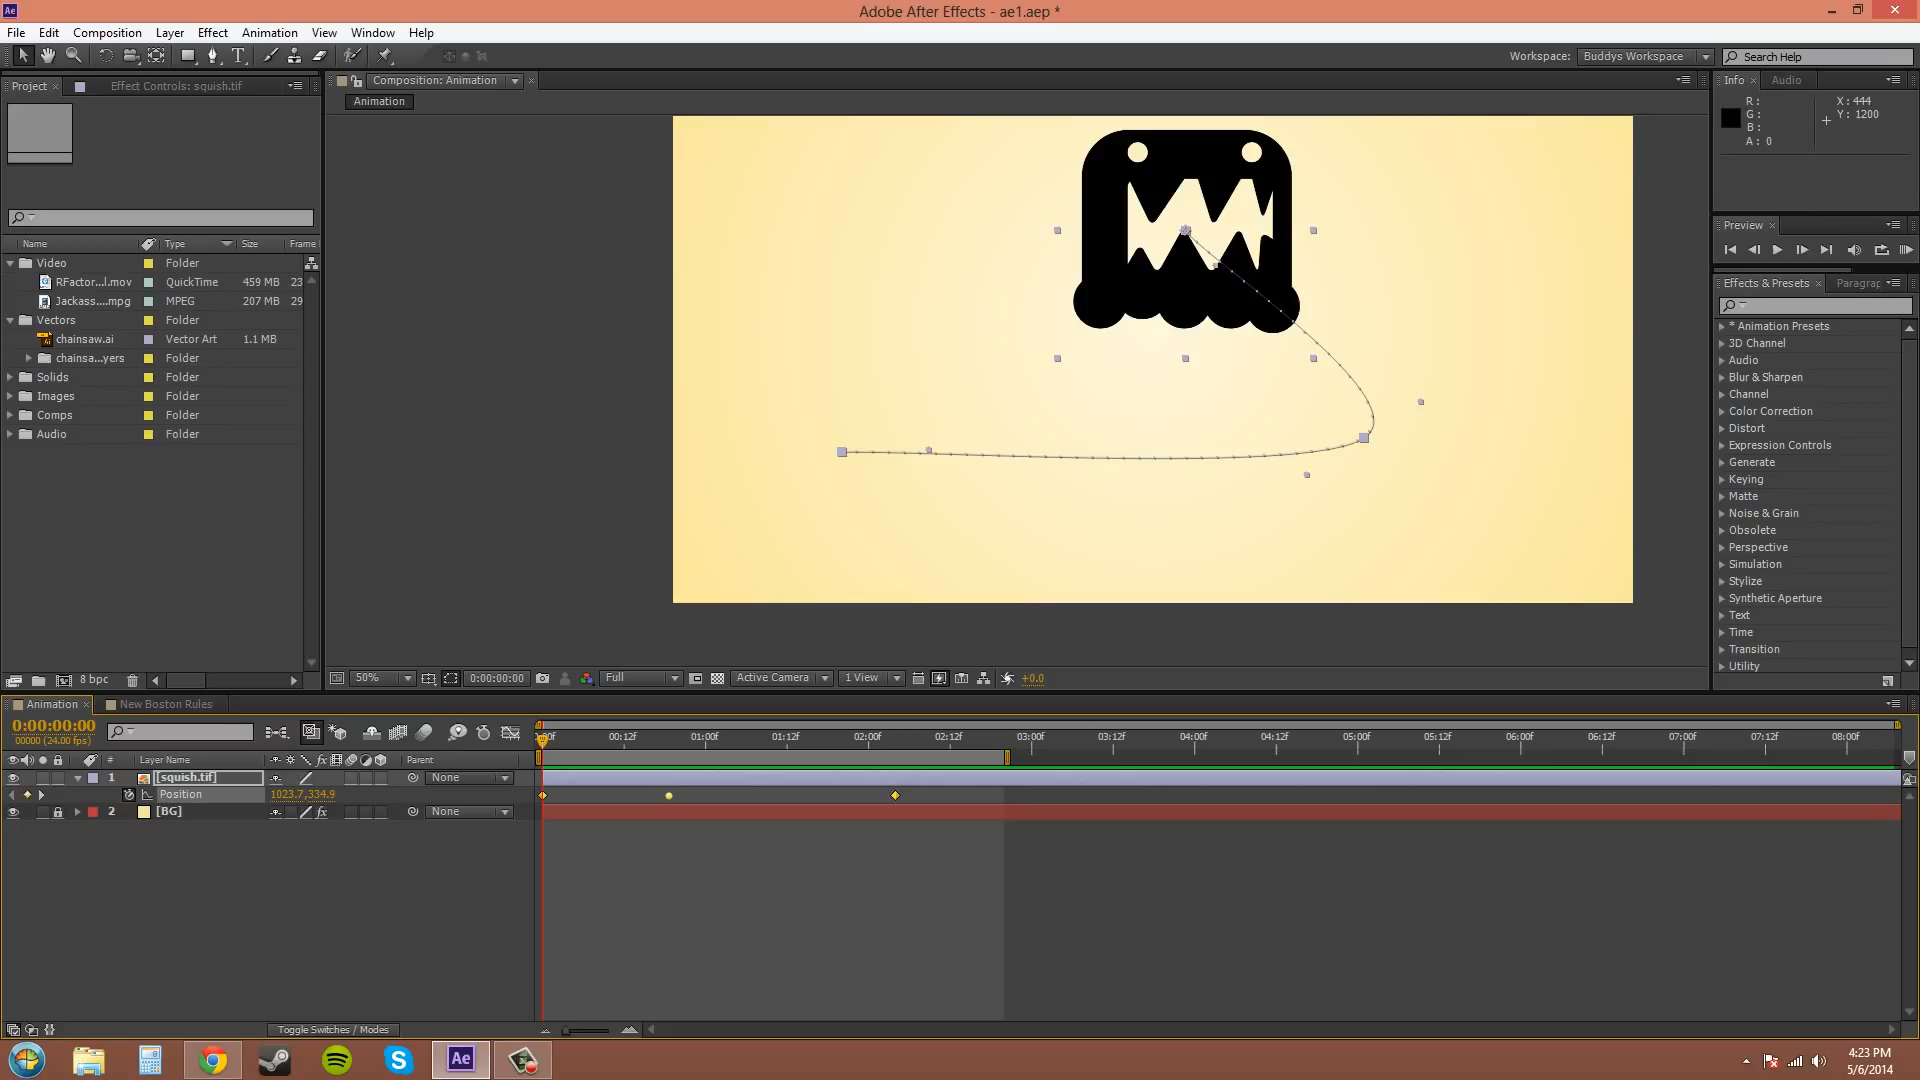 Ae Adobe After Effects - ae1.aep *
File Edit Composition Layer Effect Animation View Window Help
Workspace: Buddys Workspace Search Help
Project Effect Controls: squish.tif Composition: Animation Info Audio
Animation
R: X: 444
G: Y: 1200
B:
A: 0
Preview
Effects & Presets Paragrap
Name Type Size Frame
Video Folder
RFactor...l.mov QuickTime 459 MB 23
Jackass....mpg MPEG 207 MB 29
Vectors Folder
chainsaw.ai Vector Art 1.1 MB
chainsa...yers Folder
Solids Folder
Images Folder
Comps Folder
Audio Folder
* Animation Presets
3D Channel
Audio
Blur & Sharpen
Channel
Color Correction
Distort
Expression Controls
Generate
Keying
Matte
Noise & Grain
Obsolete
Perspective
Simulation
Stylize
Synthetic Aperture
Text
Time
Transition
Utility
8 bpc 50% 0:00:00:00 Full Active Camera 1 View +0.0
Animation New Boston Rules
0:00:00:00
00000 (24.00 fps)
00:12f 01:00f 01:12f 02:00f 02:12f 03:00f 03:12f 04:00f 04:12f 05:00f 05:12f 06:00f 06:12f 07:00f 07:12f 08:00f
# Layer Name fx Parent
1 [squish.tif] None
Position 1023.7,334.9
2 [BG] fx None
Toggle Switches / Modes
Ae
4:23 PM
5/6/2014